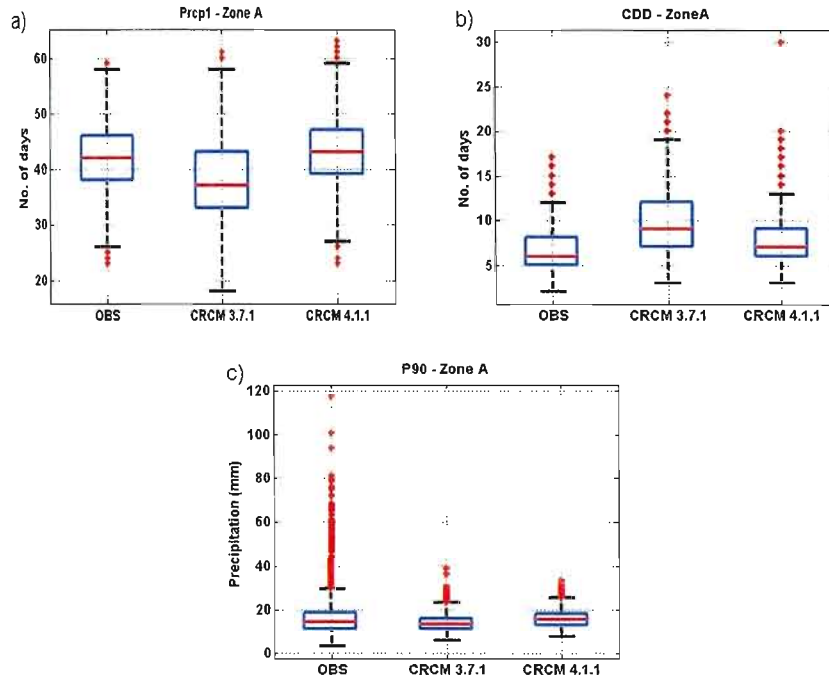 a)
Prcp1 - Zone A
No. of days
60
50
40
30
20
OBS
CRCM 3.7.1
CRCM 4.1.1
b)
CDD - ZoneA
No. of days
30
25
20
15
10
5
OBS
CRCM 3.7.1
CRCM 4.1.1
c)
P90 - Zone A
Precipitation (mm)
120
100
80
60
40
20
0
OBS
CRCM 3.7.1
CRCM 4.1.1